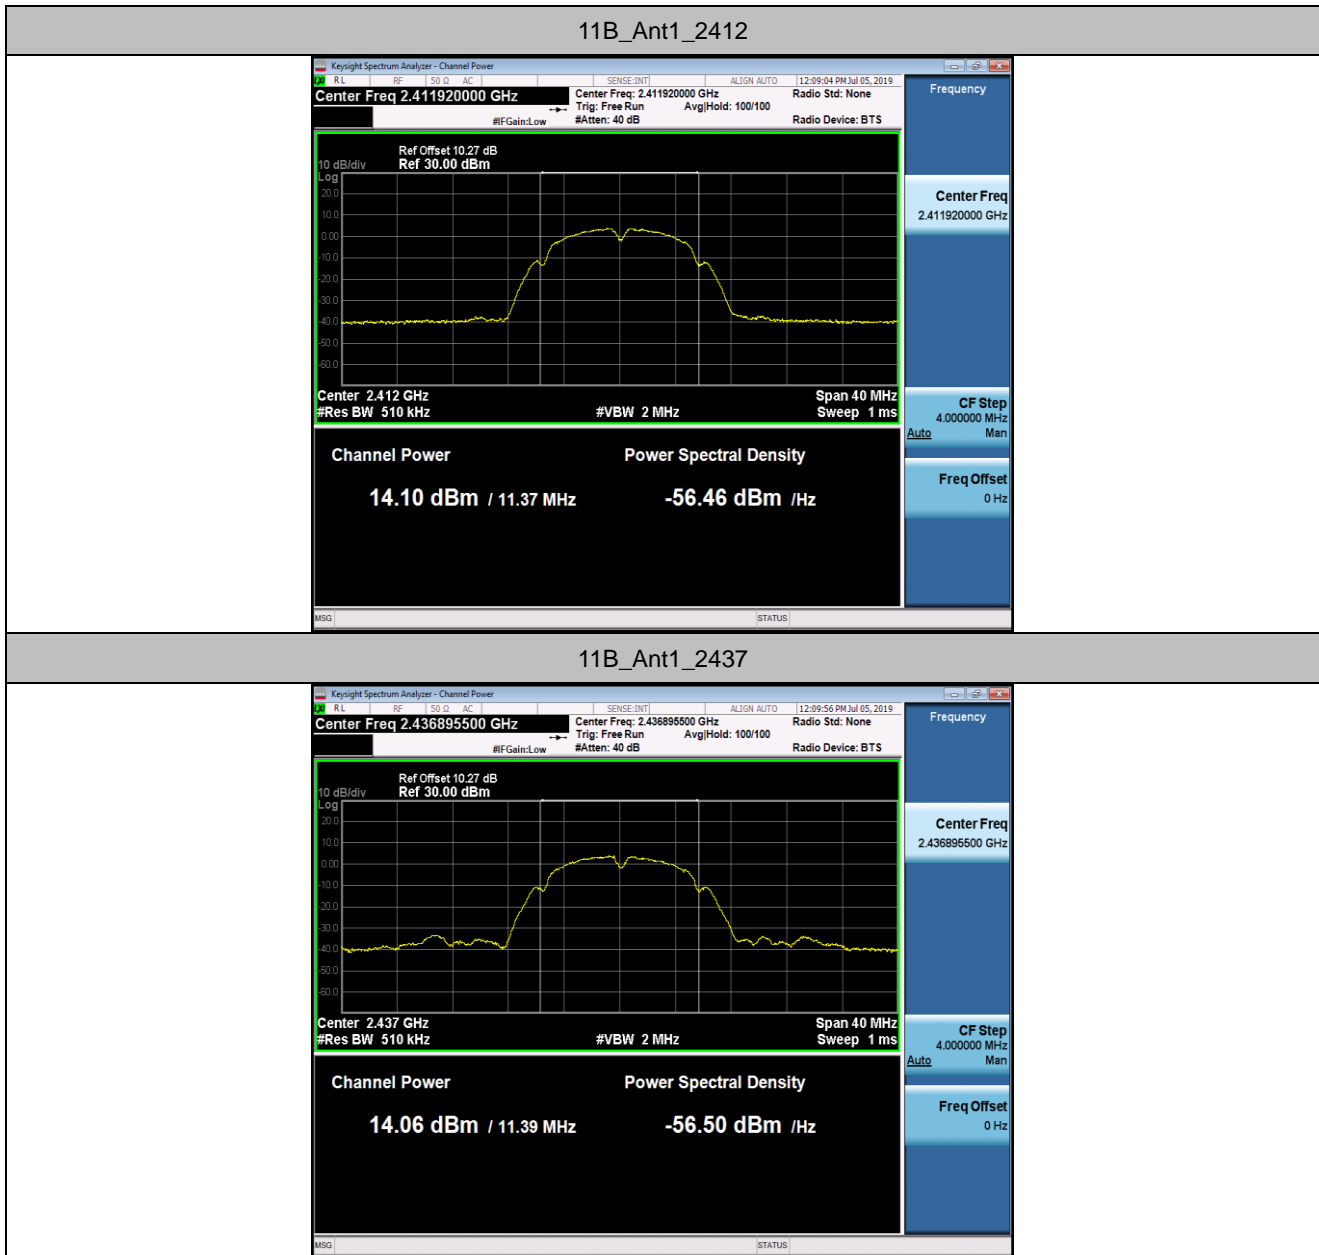 11B_Ant1_2412
Keysight Spectrum Analyzer - Channel Power
RL RF 50 Ω AC SENSE:INT ALIGN AUTO 12:09:04 PM Jul 05, 2019
Center Freq 2.411920000 GHz
Center Freq: 2.411920000 GHz Radio Std: None
Trig: Free Run Avg|Hold: 100/100
#IFGain:Low #Atten: 40 dB Radio Device: BTS
Frequency
Ref Offset 10.27 dB
10 dB/div Ref 30.00 dBm
Log
20.0
10.0
0.00
-10.0
-20.0
-30.0
-40.0
-50.0
-60.0
Center 2.412 GHz Span 40 MHz
#Res BW 510 kHz #VBW 2 MHz Sweep 1 ms
Channel Power Power Spectral Density
14.10 dBm / 11.37 MHz -56.46 dBm /Hz
Center Freq
2.411920000 GHz
CF Step
4.000000 MHz
Auto Man
Freq Offset
0 Hz
MSG STATUS
11B_Ant1_2437
Keysight Spectrum Analyzer - Channel Power
RL RF 50 Ω AC SENSE:INT ALIGN AUTO 12:09:56 PM Jul 05, 2019
Center Freq 2.436895500 GHz
Center Freq: 2.436895500 GHz Radio Std: None
Trig: Free Run Avg|Hold: 100/100
#IFGain:Low #Atten: 40 dB Radio Device: BTS
Frequency
Ref Offset 10.27 dB
10 dB/div Ref 30.00 dBm
Log
20.0
10.0
0.00
-10.0
-20.0
-30.0
-40.0
-50.0
-60.0
Center 2.437 GHz Span 40 MHz
#Res BW 510 kHz #VBW 2 MHz Sweep 1 ms
Channel Power Power Spectral Density
14.06 dBm / 11.39 MHz -56.50 dBm /Hz
Center Freq
2.436895500 GHz
CF Step
4.000000 MHz
Auto Man
Freq Offset
0 Hz
MSG STATUS